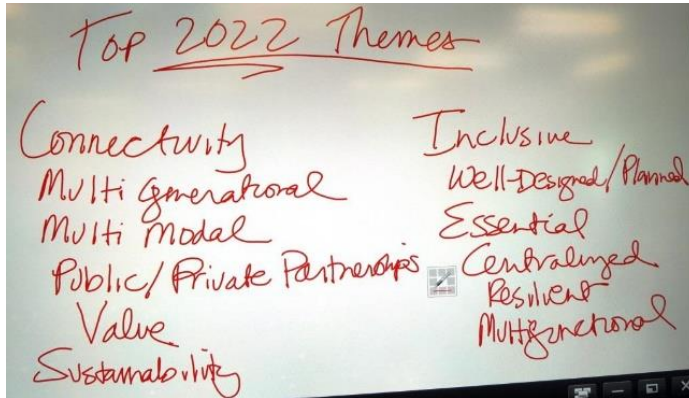 Top 2022 Themes
Connectivity
Multi generational
Multi Modal
Public/Private Partnerships
Value
Sustainability
Inclusive
Well-Designed/Planned
Essential
Centralized
Resilient
Multifunctional